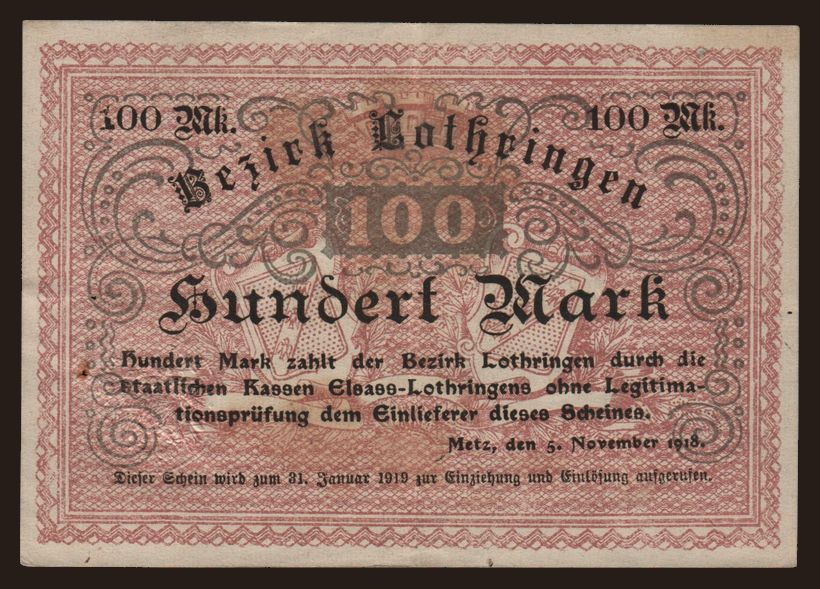 100 Mk. 100 Mk.
Bezirk Lothringen
100
Hundert Mark
Hundert Mark zahlt der Bezirk Lothringen durch die
staatlichen Kassen Elsass-Lothringens ohne Legitima-
tionsprüfung dem Einlieferer dieses Scheines.
Metz, den 5. November 1918.
Dieser Schein wird zum 31. Januar 1919 zur Einziehung und Einlösung aufgerufen.